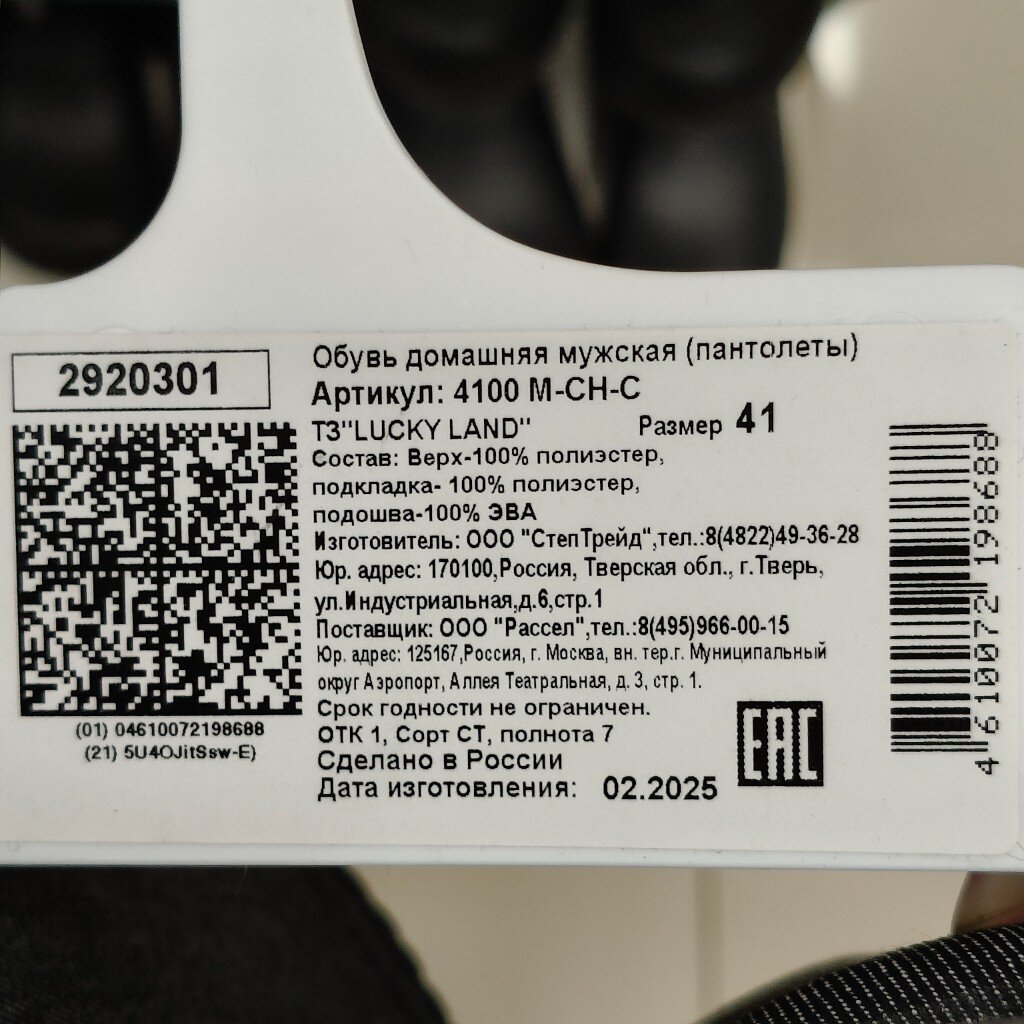 2920301
(01) 04610072198688
(21) 5U4OJitSsw-E)
Обувь домашняя мужская (пантолеты)
Артикул: 4100 М-СН-С
ТЗ"LUCKY LAND" Размер 41
Состав: Верх-100% полиэстер,
подкладка- 100% полиэстер,
подошва-100% ЭВА
Изготовитель: ООО "СтепТрейд",тел.:8(4822)49-36-28
Юр. адрес: 170100,Россия, Тверская обл., г.Тверь,
ул.Индустриальная,д.6,стр.1
Поставщик: ООО "Рассел",тел.:8(495)966-00-15
Юр. адрес: 125167,Россия, г. Москва, вн. тер.г. Муниципальный
округ Аэропорт, Аллея Театральная, д. 3, стр. 1.
Срок годности не ограничен.
ОТК 1, Сорт СТ, полнота 7
Сделано в России
Дата изготовления: 02.2025
EAC
4 610072 198688